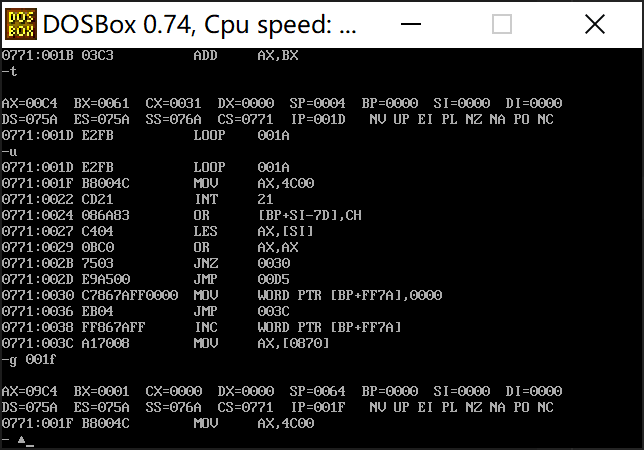 DOS
BOX
DOSBox 0.74, Cpu speed: ...
0771:001B 03C3 ADD AX,BX
-t
AX=00C4 BX=0061 CX=0031 DX=0000 SP=0004 BP=0000 SI=0000 DI=0000
DS=075A ES=075A SS=076A CS=0771 IP=001D NV UP EI PL NZ NA PO NC
0771:001D E2FB LOOP 001A
-u
0771:001D E2FB LOOP 001A
0771:001F B8004C MOV AX,4C00
0771:0022 CD21 INT 21
0771:0024 086A83 OR [BP+SI-7D],CH
0771:0027 C404 LES AX,[SI]
0771:0029 0BC0 OR AX,AX
0771:002B 7503 JNZ 0030
0771:002D E9A500 JMP 00D5
0771:0030 C7867AFF0000 MOV WORD PTR [BP+FF7A],0000
0771:0036 EB04 JMP 003C
0771:0038 FF867AFF INC WORD PTR [BP+FF7A]
0771:003C A17008 MOV AX,[0870]
-g 001f
AX=09C4 BX=0001 CX=0000 DX=0000 SP=0064 BP=0000 SI=0000 DI=0000
DS=075A ES=075A SS=076A CS=0771 IP=001F NV UP EI PL NZ NA PO NC
0771:001F B8004C MOV AX,4C00
- ▲_